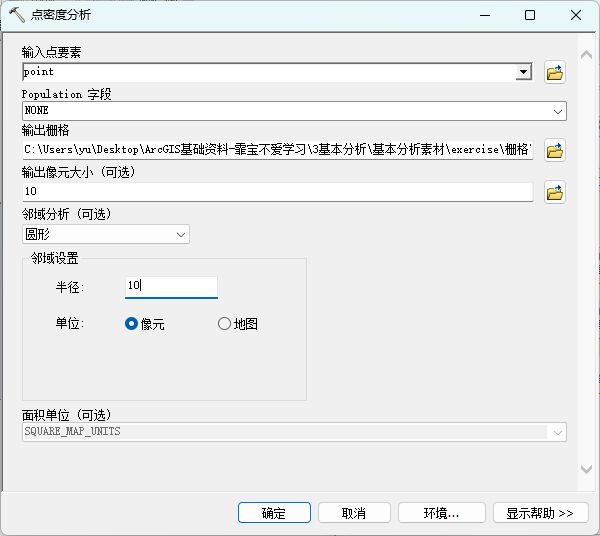 点密度分析
输入点要素
point
Population 字段
NONE
输出栅格
C:\Users\yu\Desktop\ArcGIS基础资料-霏宝不爱学习\3基本分析\基本分析素材\exercise\栅格
输出像元大小（可选）
10
邻域分析（可选）
圆形
邻域设置
半径:
10
单位:
像元
地图
面积单位（可选）
SQUARE_MAP_UNITS
确定
取消
环境...
显示帮助 >>